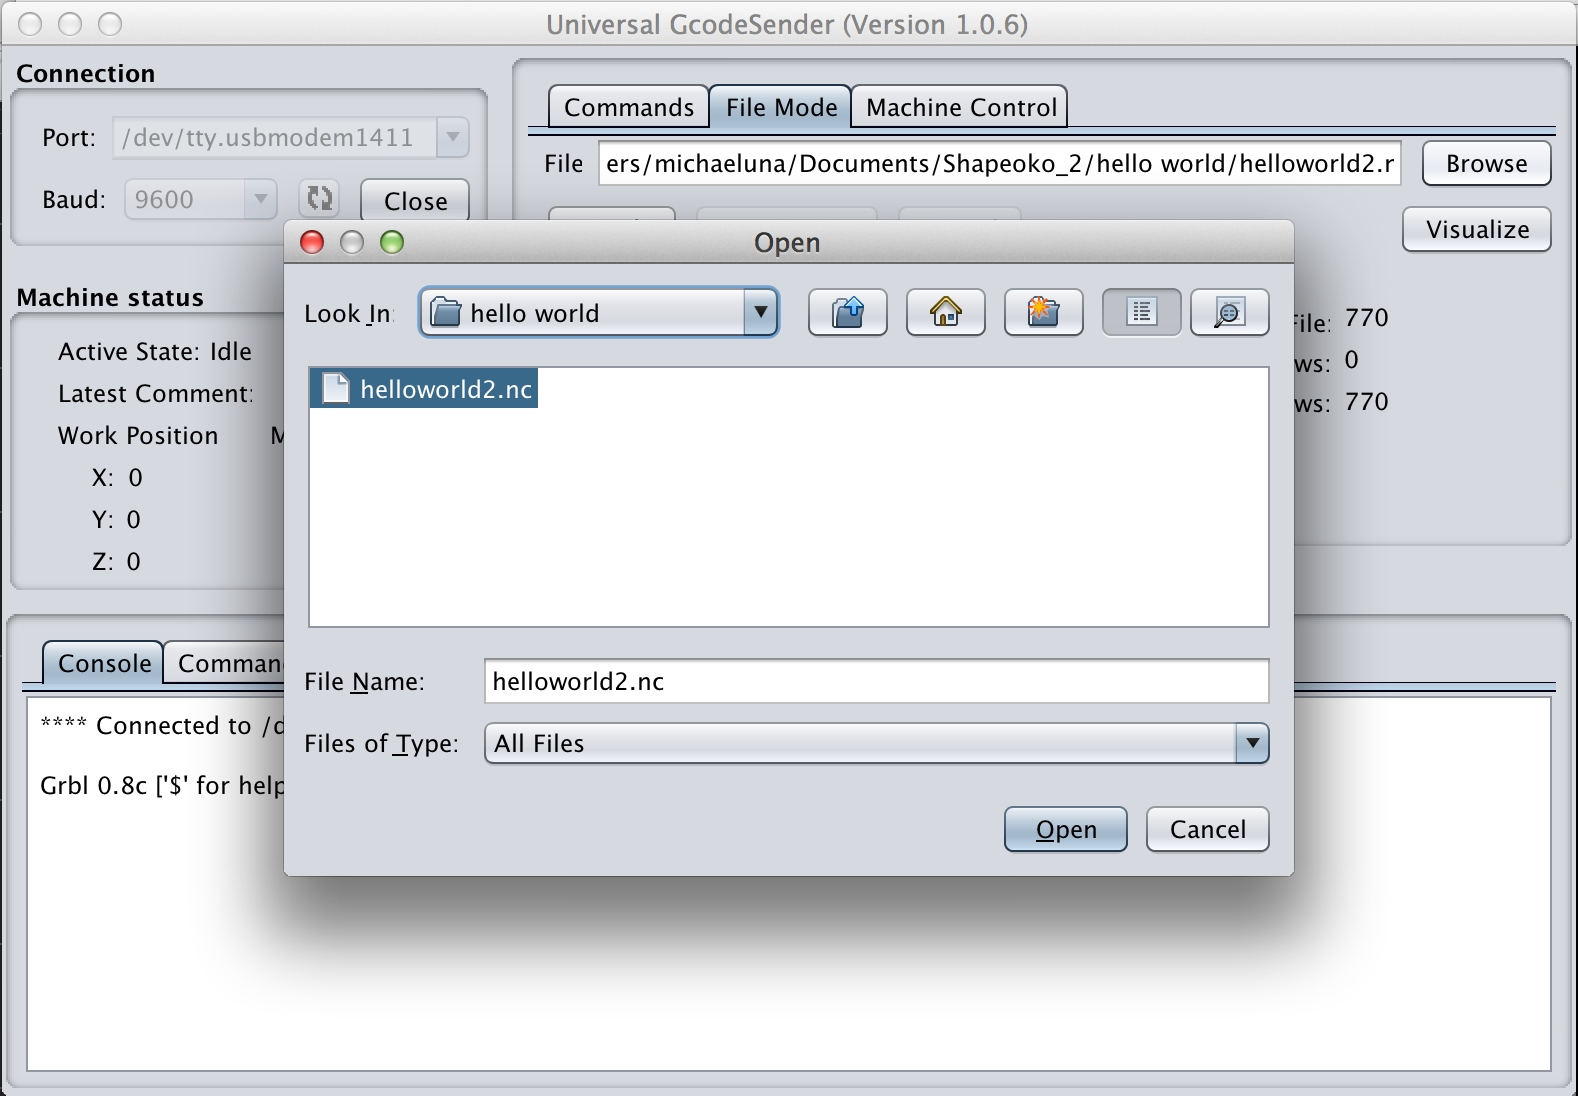 Universal GcodeSender (Version 1.0.6)
Connection
Port: /dev/tty.usbmodem1411
Baud: 9600 Close
Commands File Mode Machine Control
File ers/michaeluna/Documents/Shapeoko_2/hello world/helloworld2.r Browse
Visualize
Machine status
Active State: Idle
Latest Comment:
Work Position M
X: 0
Y: 0
Z: 0
File: 770
ws: 0
ws: 770
Open
Look In: hello world
helloworld2.nc
File Name: helloworld2.nc
Files of Type: All Files
Open Cancel
Console Comman
**** Connected to /d
Grbl 0.8c ['$' for help